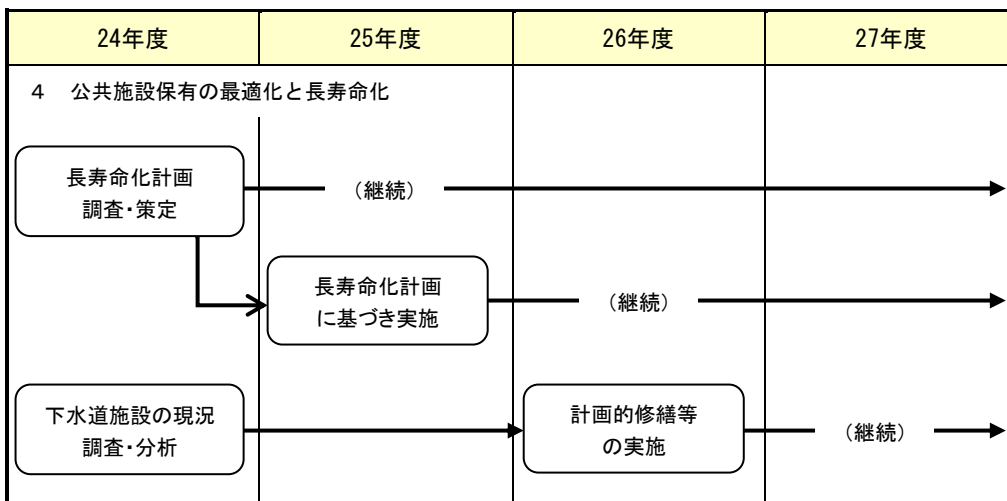 24年度 25年度 26年度 27年度
４　公共施設保有の最適化と長寿命化
長寿命化計画
調査・策定
（継続）
長寿命化計画
に基づき実施
（継続）
下水道施設の現況
調査・分析
計画的修繕等
の実施
（継続）